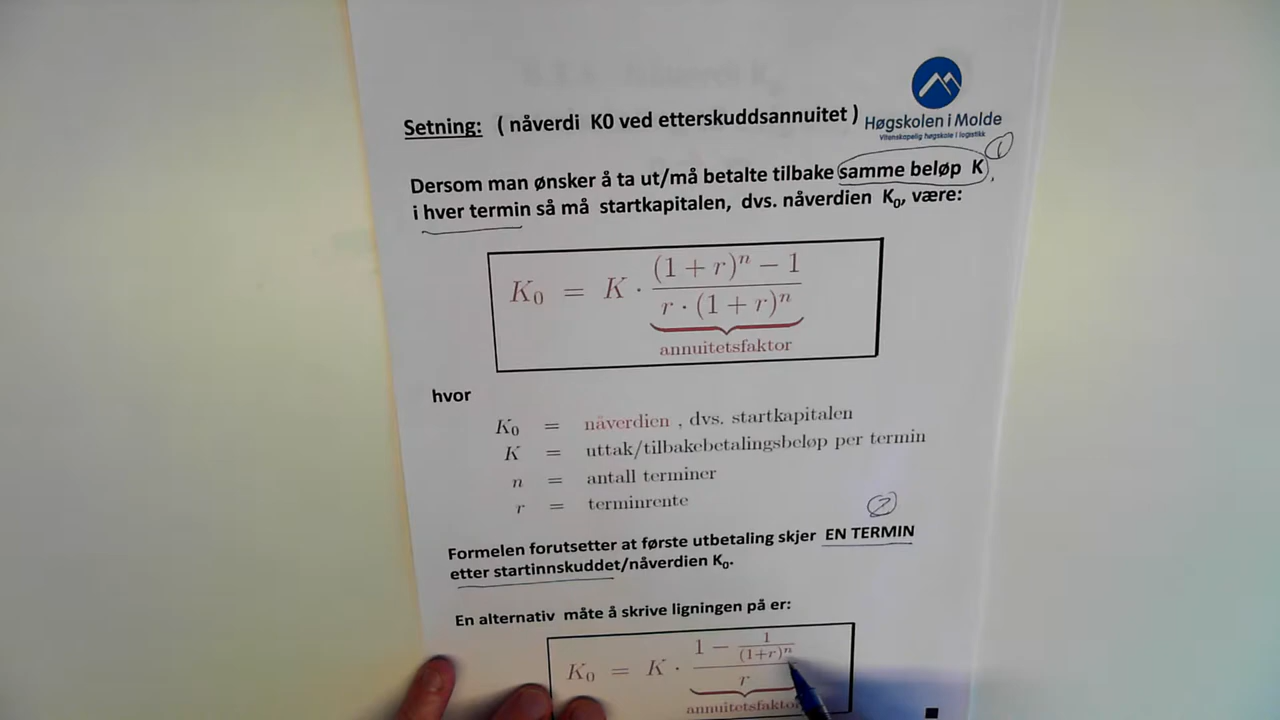 Setning: ( nåverdi K0 ved etterskuddsannuitet )
Høgskolen i Molde
Vitenskapelig høgskole i logistikk
①
Dersom man ønsker å ta ut/må betalte tilbake samme beløp K,
i hver termin så må startkapitalen, dvs. nåverdien K₀, være:
K₀ = K · ((1 + r)ⁿ − 1) / (r · (1 + r)ⁿ)
annuitetsfaktor
hvor
K₀ = nåverdien , dvs. startkapitalen
K = uttak/tilbakebetalingsbeløp per termin
n = antall terminer
r = terminrente
②
Formelen forutsetter at første utbetaling skjer EN TERMIN
etter startinnskuddet/nåverdien K₀.
En alternativ måte å skrive ligningen på er:
K₀ = K · (1 − 1/(1+r)ⁿ) / r
annuitetsfaktor